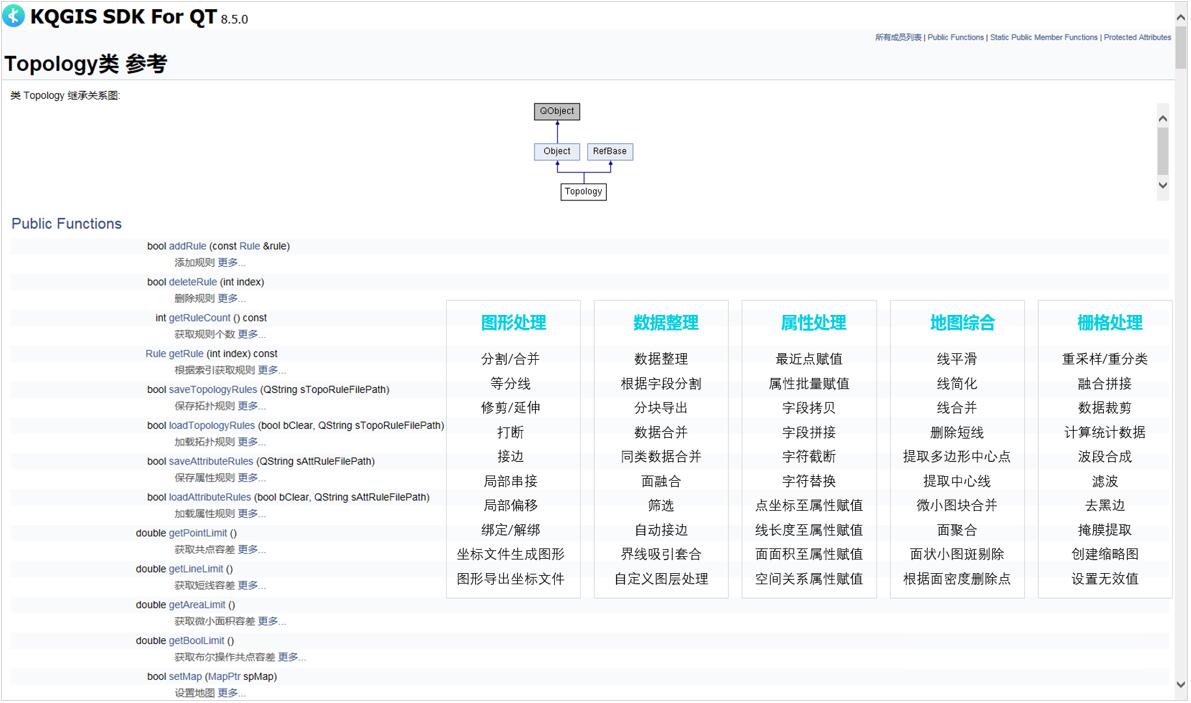 KQGIS SDK For QT 8.5.0
所有成员列表 | Public Functions | Static Public Member Functions | Protected Attributes
Topology类 参考
类 Topology 继承关系图:
QObject
Object RefBase
Topology
Public Functions
bool addRule (const Rule &rule)
添加规则 更多...
bool deleteRule (int index)
删除规则 更多...
int getRuleCount () const
获取规则个数 更多...
Rule getRule (int index) const
根据索引获取规则 更多...
bool saveTopologyRules (QString sTopoRuleFilePath)
保存拓扑规则 更多...
bool loadTopologyRules (bool bClear, QString sTopoRuleFilePath)
加载拓扑规则 更多...
bool saveAttributeRules (QString sAttRuleFilePath)
保存属性规则 更多...
bool loadAttributeRules (bool bClear, QString sAttRuleFilePath)
加载属性规则 更多...
double getPointLimit ()
获取共点容差 更多...
double getLineLimit ()
获取短线容差 更多...
double getAreaLimit ()
获取微小面积容差 更多...
double getBoolLimit ()
获取布尔操作共点容差 更多...
bool setMap (MapPtr spMap)
设置地图 更多...
图形处理
分割/合并
等分线
修剪/延伸
打断
接边
局部串接
局部偏移
绑定/解绑
坐标文件生成图形
图形导出坐标文件
数据整理
数据整理
根据字段分割
分块导出
数据合并
同类数据合并
面融合
筛选
自动接边
界线吸引套合
自定义图层处理
属性处理
最近点赋值
属性批量赋值
字段拷贝
字段拼接
字符截断
字符替换
点坐标至属性赋值
线长度至属性赋值
面面积至属性赋值
空间关系属性赋值
地图综合
线平滑
线简化
线合并
删除短线
提取多边形中心点
提取中心线
微小图块合并
面聚合
面状小图斑剔除
根据面密度删除点
栅格处理
重采样/重分类
融合拼接
数据裁剪
计算统计数据
波段合成
滤波
去黑边
掩膜提取
创建缩略图
设置无效值